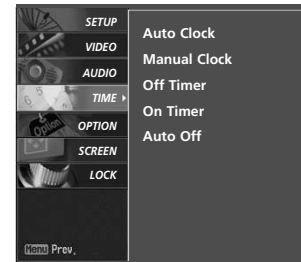 SETUP
VIDEO
AUDIO
TIME
OPTION
SCREEN
LOCK
Menu Prev.
Auto Clock
Manual Clock
Off Timer
On Timer
Auto Off
Option